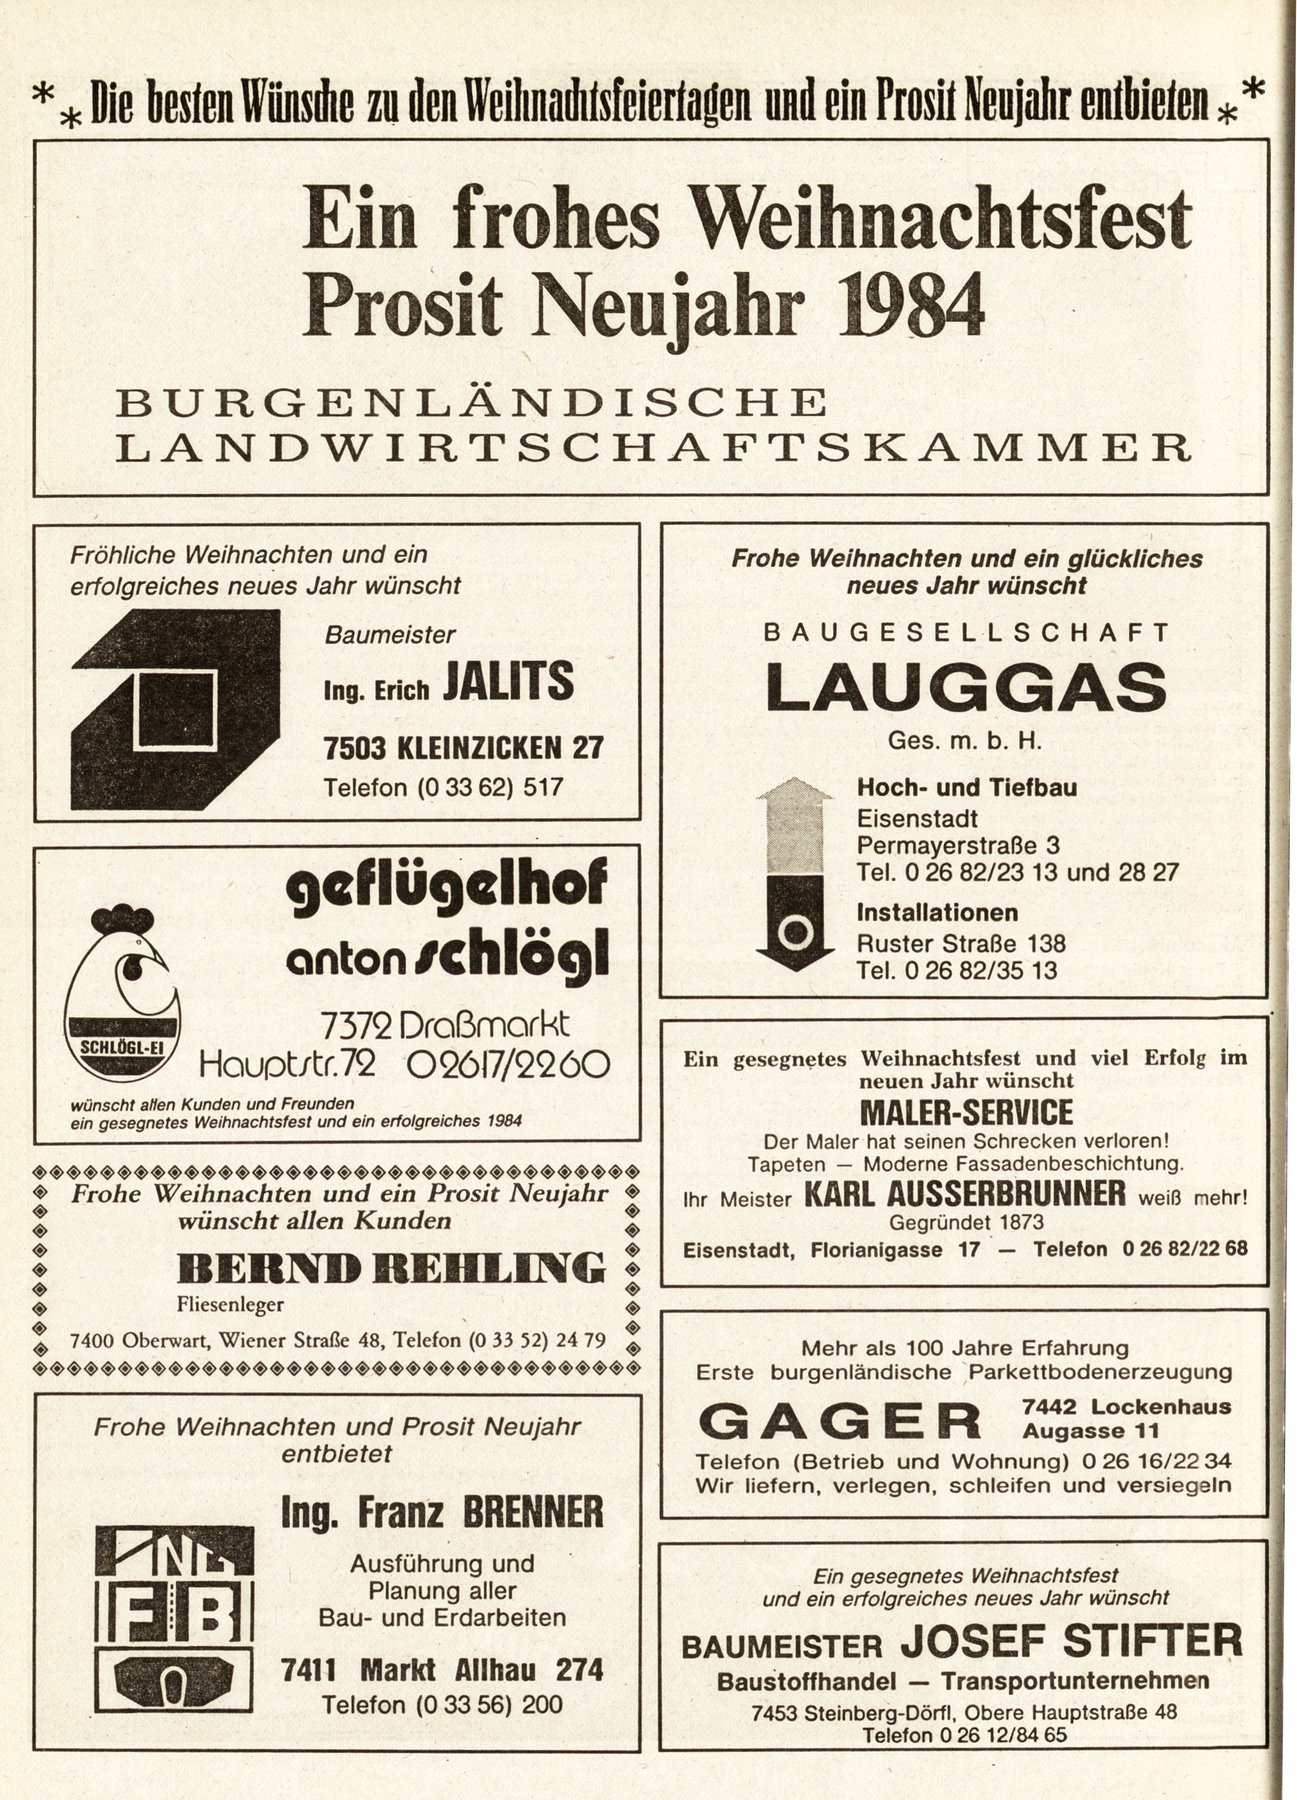 * * Die besten Wünsche zu den Weihnachtsfeiertagen und ein Prosit Neujahr entbieten * *
Ein frohes Weihnachtsfest
Prosit Neujahr 1984
BURGENLÄNDISCHE
LANDWIRTSCHAFTSKAMMER
Fröhliche Weihnachten und ein
erfolgreiches neues Jahr wünscht
Baumeister
Ing. Erich JALITS
7503 KLEINZICKEN 27
Telefon (0 33 62) 517
geflügelhof
anton schlögl
SCHLÖGL-EI
7372 Draßmarkt
Hauptstr. 72 02617/2260
wünscht allen Kunden und Freunden
ein gesegnetes Weihnachtsfest und ein erfolgreiches 1984
Frohe Weihnachten und ein Prosit Neujahr
wünscht allen Kunden
BERND REHLING
Fliesenleger
7400 Oberwart, Wiener Straße 48, Telefon (0 33 52) 24 79
Frohe Weihnachten und Prosit Neujahr
entbietet
Ing. Franz BRENNER
ING
F B
Ausführung und
Planung aller
Bau- und Erdarbeiten
7411 Markt Allhau 274
Telefon (0 33 56) 200
Frohe Weihnachten und ein glückliches
neues Jahr wünscht
BAUGESELLSCHAFT
LAUGGAS
Ges. m. b. H.
Hoch- und Tiefbau
Eisenstadt
Permayerstraße 3
Tel. 0 26 82/23 13 und 28 27
Installationen
Ruster Straße 138
Tel. 0 26 82/35 13
Ein gesegnetes Weihnachtsfest und viel Erfolg im
neuen Jahr wünscht
MALER-SERVICE
Der Maler hat seinen Schrecken verloren!
Tapeten — Moderne Fassadenbeschichtung.
Ihr Meister KARL AUSSERBRUNNER weiß mehr!
Gegründet 1873
Eisenstadt, Florianigasse 17 — Telefon 0 26 82/22 68
Mehr als 100 Jahre Erfahrung
Erste burgenländische Parkettbodenerzeugung
GAGER
7442 Lockenhaus
Augasse 11
Telefon (Betrieb und Wohnung) 0 26 16/22 34
Wir liefern, verlegen, schleifen und versiegeln
Ein gesegnetes Weihnachtsfest
und ein erfolgreiches neues Jahr wünscht
BAUMEISTER JOSEF STIFTER
Baustoffhandel — Transportunternehmen
7453 Steinberg-Dörfl, Obere Hauptstraße 48
Telefon 0 26 12/84 65